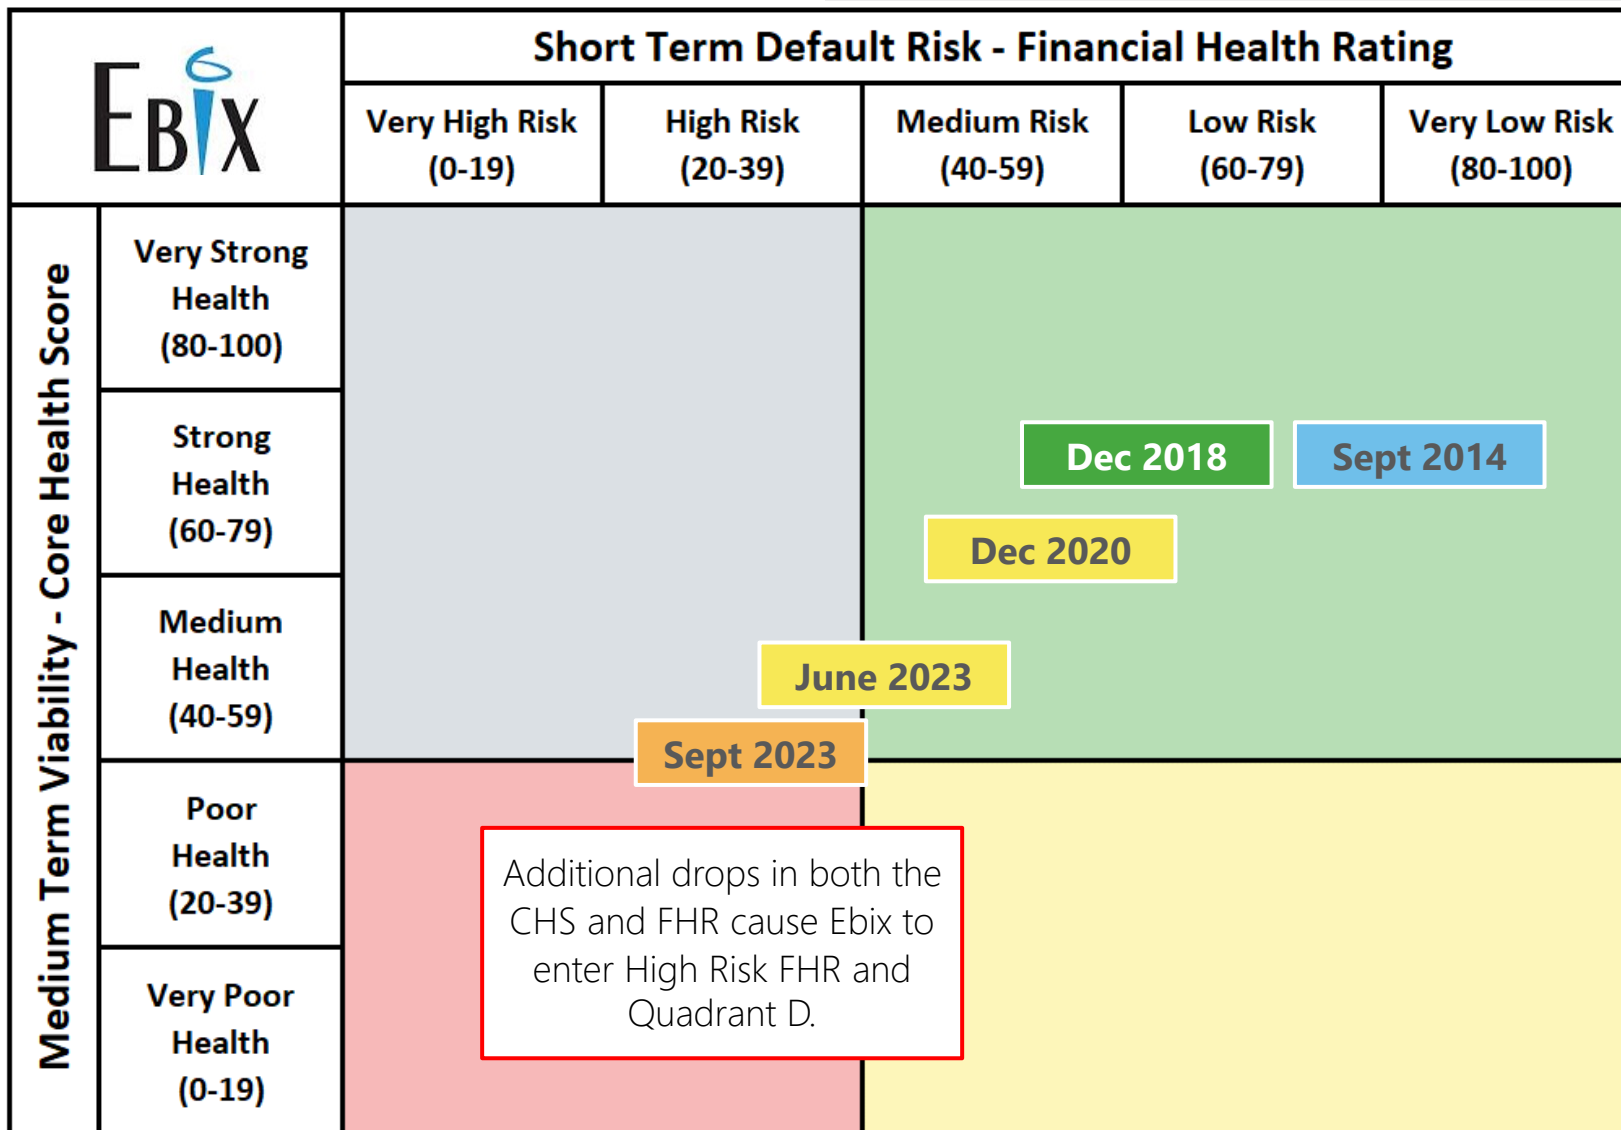 EBIX
Short Term Default Risk - Financial Health Rating
Very High Risk
(0-19)
High Risk
(20-39)
Medium Risk
(40-59)
Low Risk
(60-79)
Very Low Risk
(80-100)
Medium Term Viability - Core Health Score
Very Strong
Health
(80-100)
Strong
Health
(60-79)
Medium
Health
(40-59)
Poor
Health
(20-39)
Very Poor
Health
(0-19)
Dec 2018
Sept 2014
Dec 2020
June 2023
Sept 2023
Additional drops in both the
CHS and FHR cause Ebix to
enter High Risk FHR and
Quadrant D.